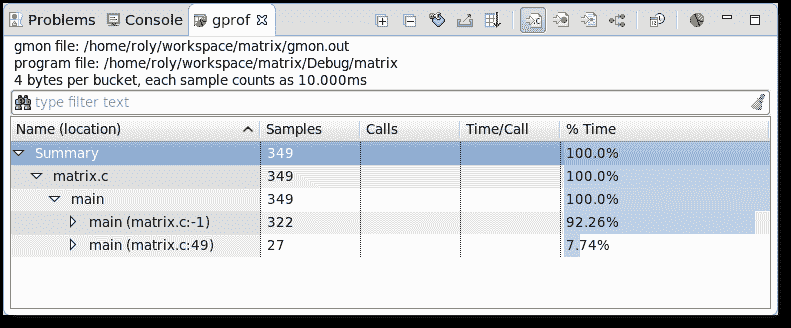 Problems Console gprof
gmon file: /home/roly/workspace/matrix/gmon.out
program file: /home/roly/workspace/matrix/Debug/matrix
4 bytes per bucket, each sample counts as 10.000ms
type filter text
Name (location) Samples Calls Time/Call % Time
Summary 349 100.0%
matrix.c 349 100.0%
main 349 100.0%
main (matrix.c:-1) 322 92.26%
main (matrix.c:49) 27 7.74%